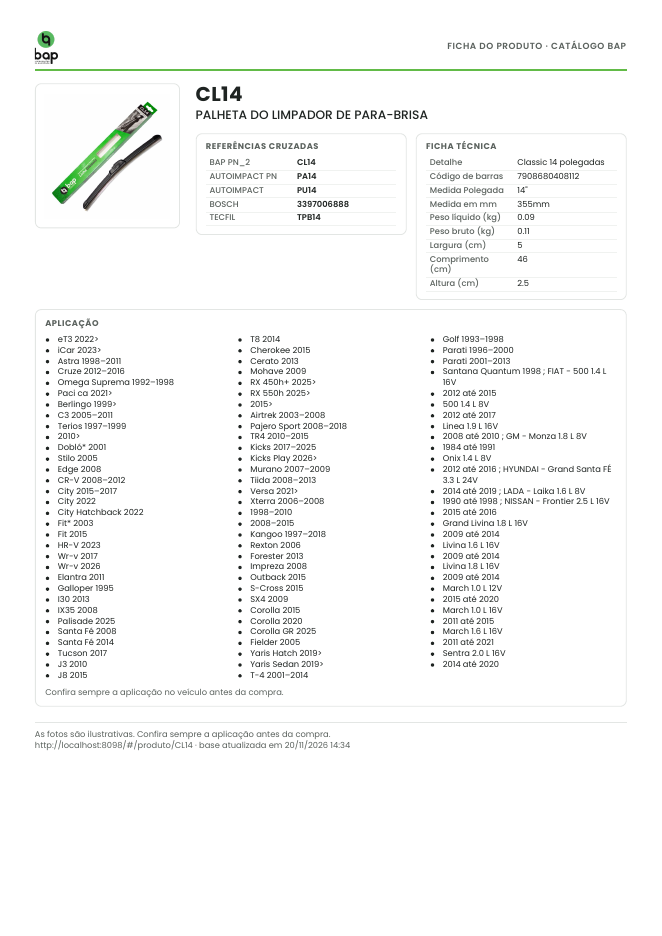 bap
FICHA DO PRODUTO · CATÁLOGO BAP
CL14
PALHETA DO LIMPADOR DE PARA-BRISA
REFERÊNCIAS CRUZADAS
BAP PN_2 CL14
AUTOIMPACT PN PA14
AUTOIMPACT PU14
BOSCH 3397006888
TECFIL TPB14
FICHA TÉCNICA
Detalhe Classic 14 polegadas
Código de barras 7908680408112
Medida Polegada 14"
Medida em mm 355mm
Peso líquido (kg) 0.09
Peso bruto (kg) 0.11
Largura (cm) 5
Comprimento 46
(cm)
Altura (cm) 2.5
APLICAÇÃO
eT3 2022>
iCar 2023>
Astra 1998–2011
Cruze 2012–2016
Omega Suprema 1992–1998
Paci ca 2021>
Berlingo 1999>
C3 2005–2011
Terios 1997–1999
2010>
Dobló* 2001
Stilo 2005
Edge 2008
CR-V 2008–2012
City 2015–2017
City 2022
City Hatchback 2022
Fit* 2003
Fit 2015
HR-V 2023
Wr-v 2017
Wr-v 2026
Elantra 2011
Galloper 1995
I30 2013
IX35 2008
Palisade 2025
Santa Fé 2008
Santa Fé 2014
Tucson 2017
J3 2010
J8 2015
T8 2014
Cherokee 2015
Cerato 2013
Mohave 2009
RX 450h+ 2025>
RX 550h 2025>
2015>
Airtrek 2003–2008
Pajero Sport 2008–2018
TR4 2010–2015
Kicks 2017–2025
Kicks Play 2026>
Murano 2007–2009
Tiida 2008–2013
Versa 2021>
Xterra 2006–2008
1998–2010
2008–2015
Kangoo 1997–2018
Rexton 2006
Forester 2013
Impreza 2008
Outback 2015
S-Cross 2015
SX4 2009
Corolla 2015
Corolla 2020
Corolla GR 2025
Fielder 2005
Yaris Hatch 2019>
Yaris Sedan 2019>
T-4 2001–2014
Golf 1993–1998
Parati 1996–2000
Parati 2001–2013
Santana Quantum 1998 ; FIAT - 500 1.4 L
16V
2012 até 2015
500 1.4 L 8V
2012 até 2017
Linea 1.9 L 16V
2008 até 2010 ; GM - Monza 1.8 L 8V
1984 até 1991
Onix 1.4 L 8V
2012 até 2016 ; HYUNDAI - Grand Santa FÉ
3.3 L 24V
2014 até 2019 ; LADA - Laika 1.6 L 8V
1990 até 1998 ; NISSAN - Frontier 2.5 L 16V
2015 até 2016
Grand Livina 1.8 L 16V
2009 até 2014
Livina 1.6 L 16V
2009 até 2014
Livina 1.8 L 16V
2009 até 2014
March 1.0 L 12V
2015 até 2020
March 1.0 L 16V
2011 até 2015
March 1.6 L 16V
2011 até 2021
Sentra 2.0 L 16V
2014 até 2020
Confira sempre a aplicação no veículo antes da compra.
As fotos são ilustrativas. Confira sempre a aplicação antes da compra.
http://localhost:8098/#/produto/CL14 · base atualizada em 20/11/2026 14:34